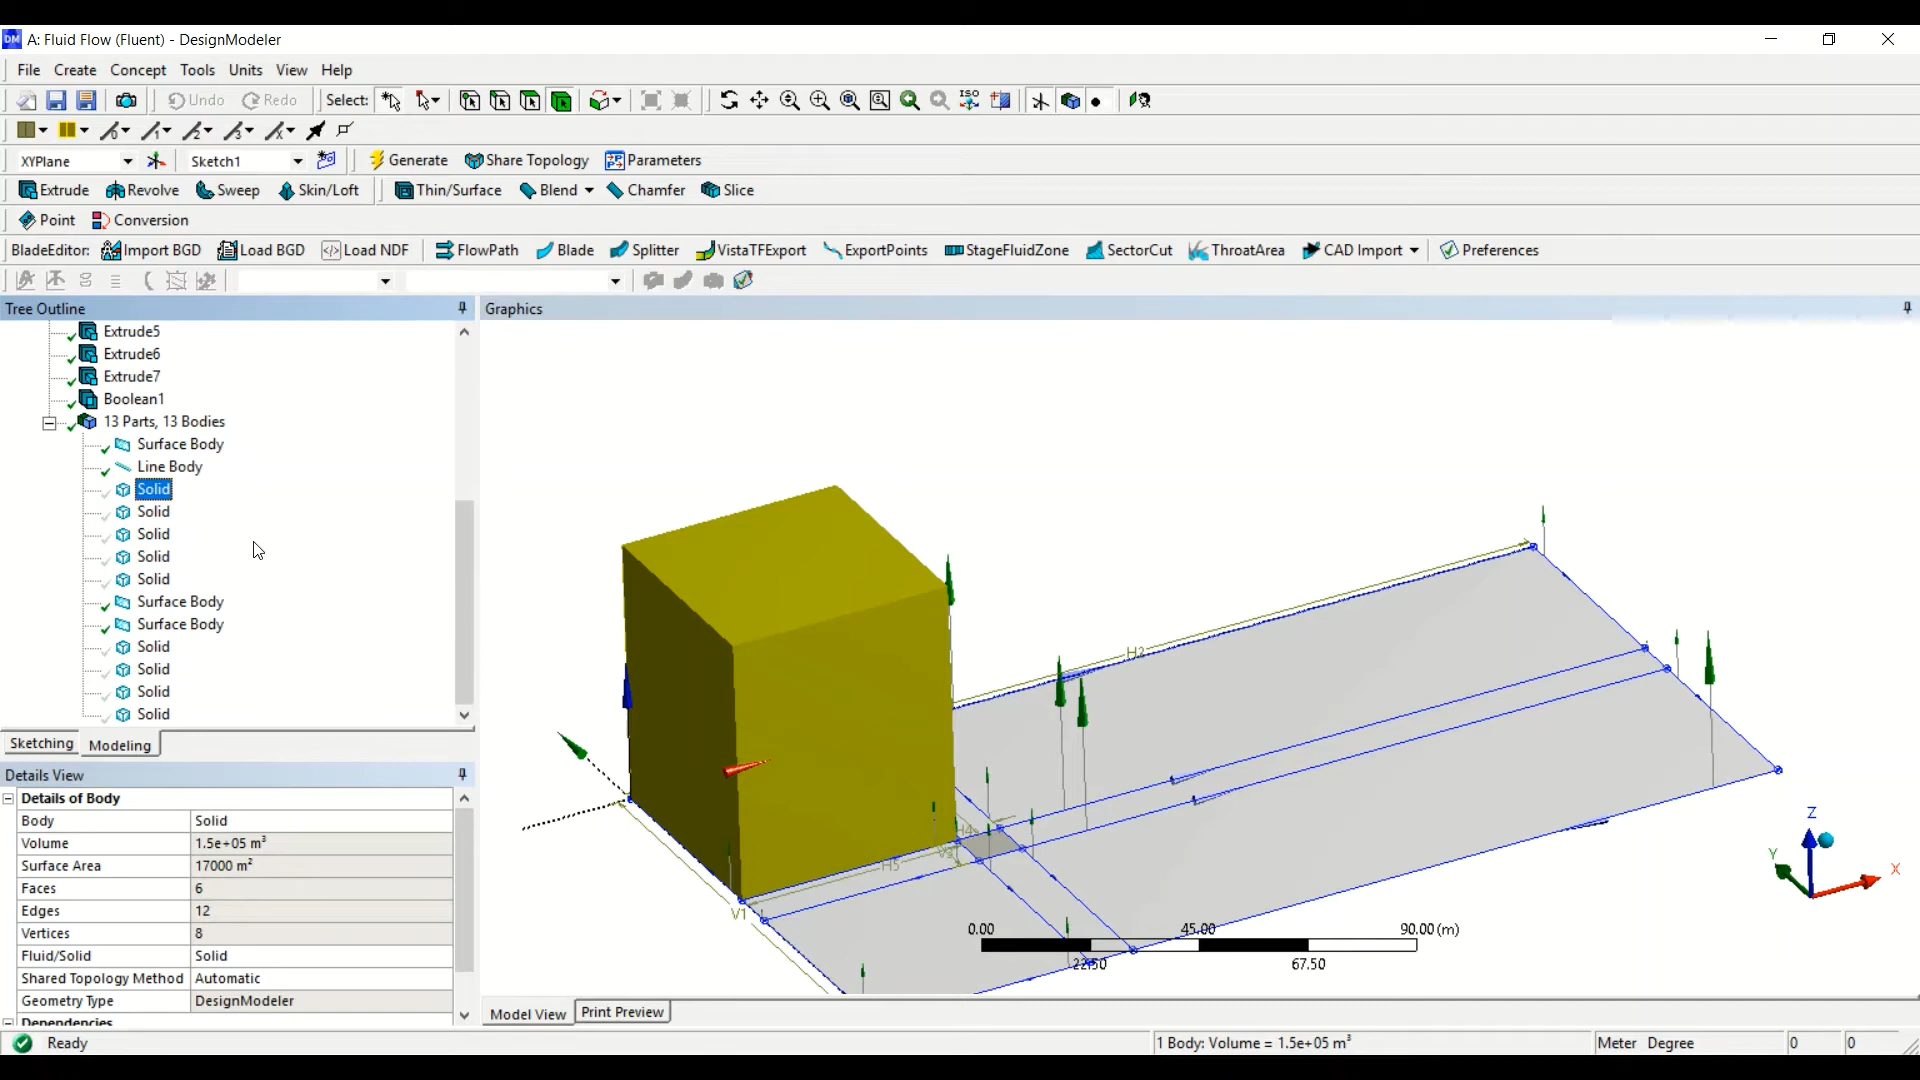 A: Fluid Flow (Fluent) - DesignModeler
File Create Concept Tools Units View Help
Undo Redo Select: ISO
XYPlane Sketch1 Generate Share Topology Parameters
Extrude Revolve Sweep Skin/Loft Thin/Surface Blend Chamfer Slice
Point Conversion
BladeEditor: Import BGD Load BGD Load NDF FlowPath Blade Splitter VistaTFExport ExportPoints StageFluidZone SectorCut ThroatArea CAD Import Preferences
Tree Outline
Graphics
Extrude5
Extrude6
Extrude7
Boolean1
13 Parts, 13 Bodies
Surface Body
Line Body
Solid
Solid
Solid
Solid
Solid
Surface Body
Surface Body
Solid
Solid
Solid
Solid
Sketching Modeling
Details View
Details of Body
Body Solid
Volume 1.5e+05 m³
Surface Area 17000 m²
Faces 6
Edges 12
Vertices 8
Fluid/Solid Solid
Shared Topology Method Automatic
Geometry Type DesignModeler
Dependencies
H2
H4
V3
H5
V1
0.00 45.00 90.00 (m)
22.50 67.50
Z
Y
X
Model View Print Preview
Ready
1 Body: Volume = 1.5e+05 m³
Meter Degree 0 0